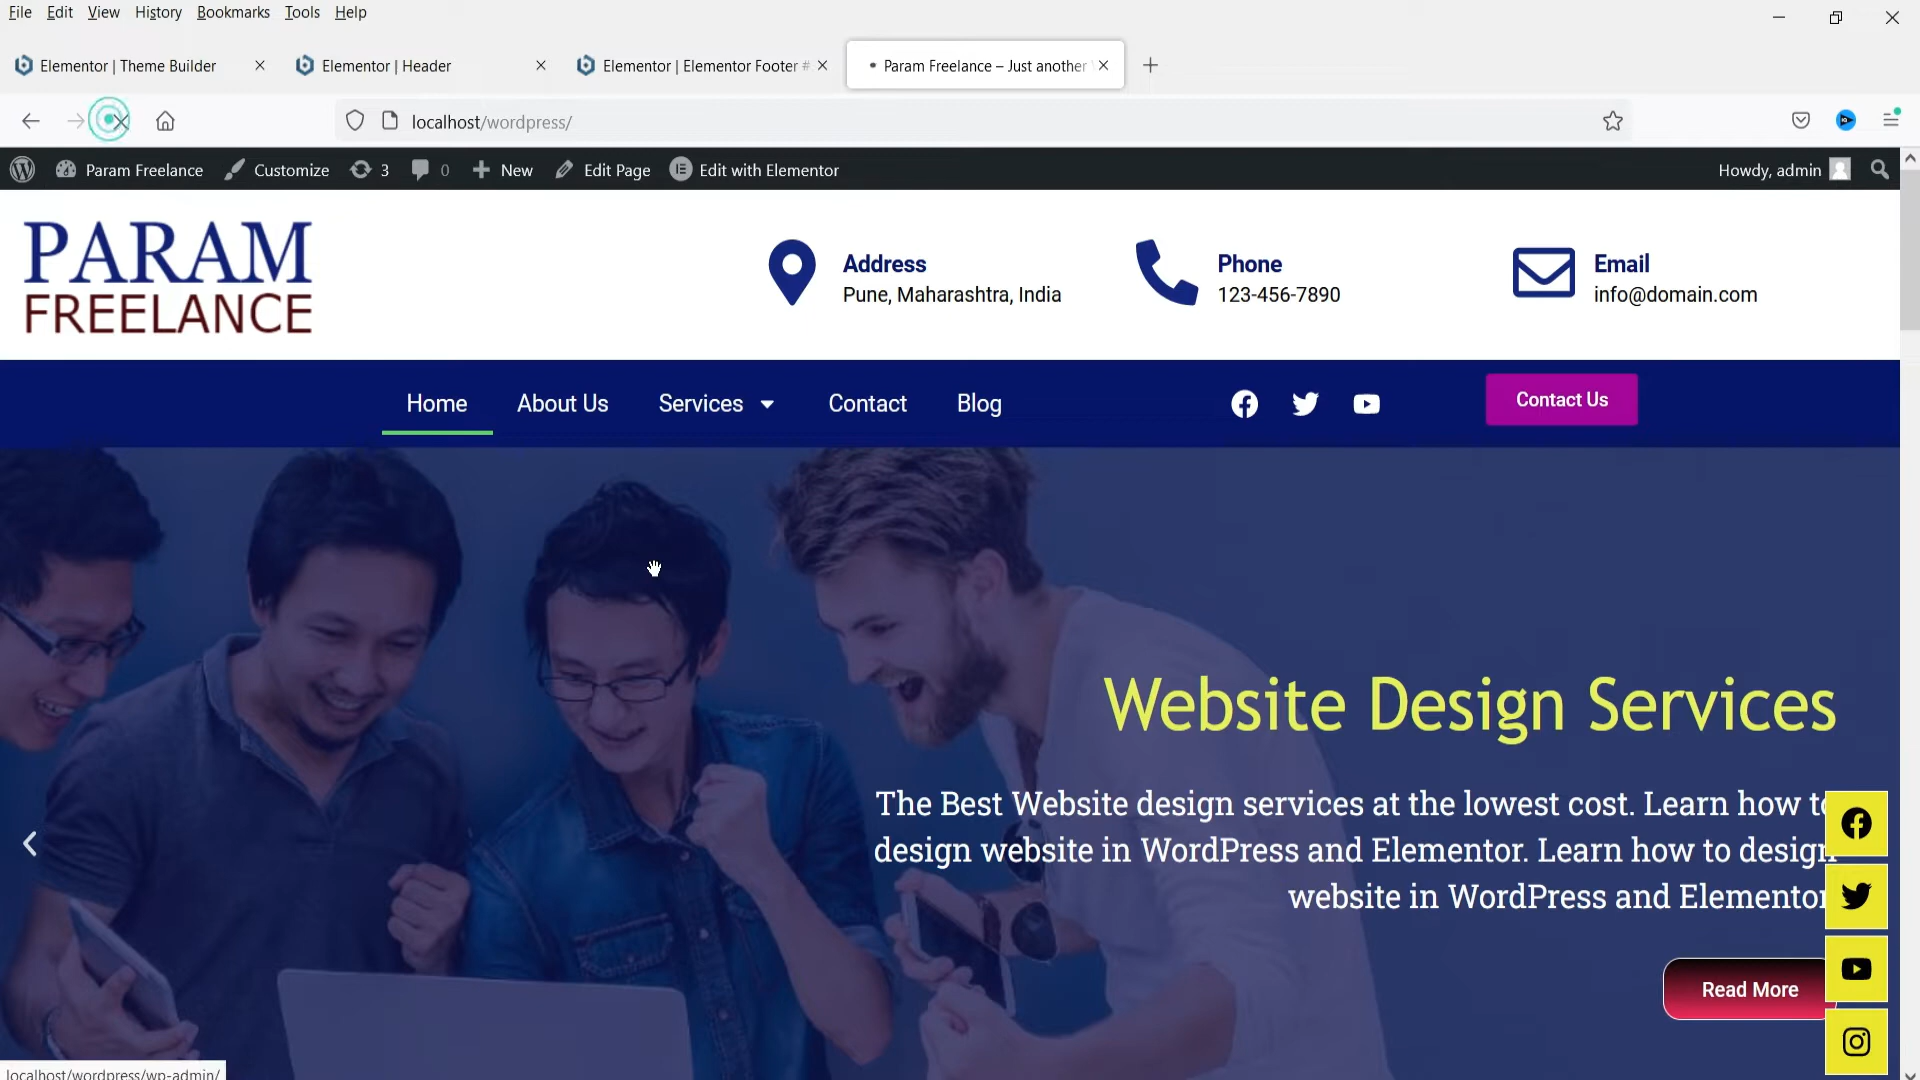 File Edit View History Bookmarks Tools Help
Elementor | Theme Builder
Elementor | Header
Elementor | Elementor Footer #
Param Freelance – Just another
localhost/wordpress/
Param Freelance
Customize
3
0
New
Edit Page
Edit with Elementor
Howdy, admin
PARAM
FREELANCE
Address
Pune, Maharashtra, India
Phone
123-456-7890
Email
info@domain.com
Home
About Us
Services
Contact
Blog
Contact Us
Website Design Services
The Best Website design services at the lowest cost. Learn how to
design website in WordPress and Elementor. Learn how to design
website in WordPress and Elementor
Read More
localhost/wordpress/wp-admin/